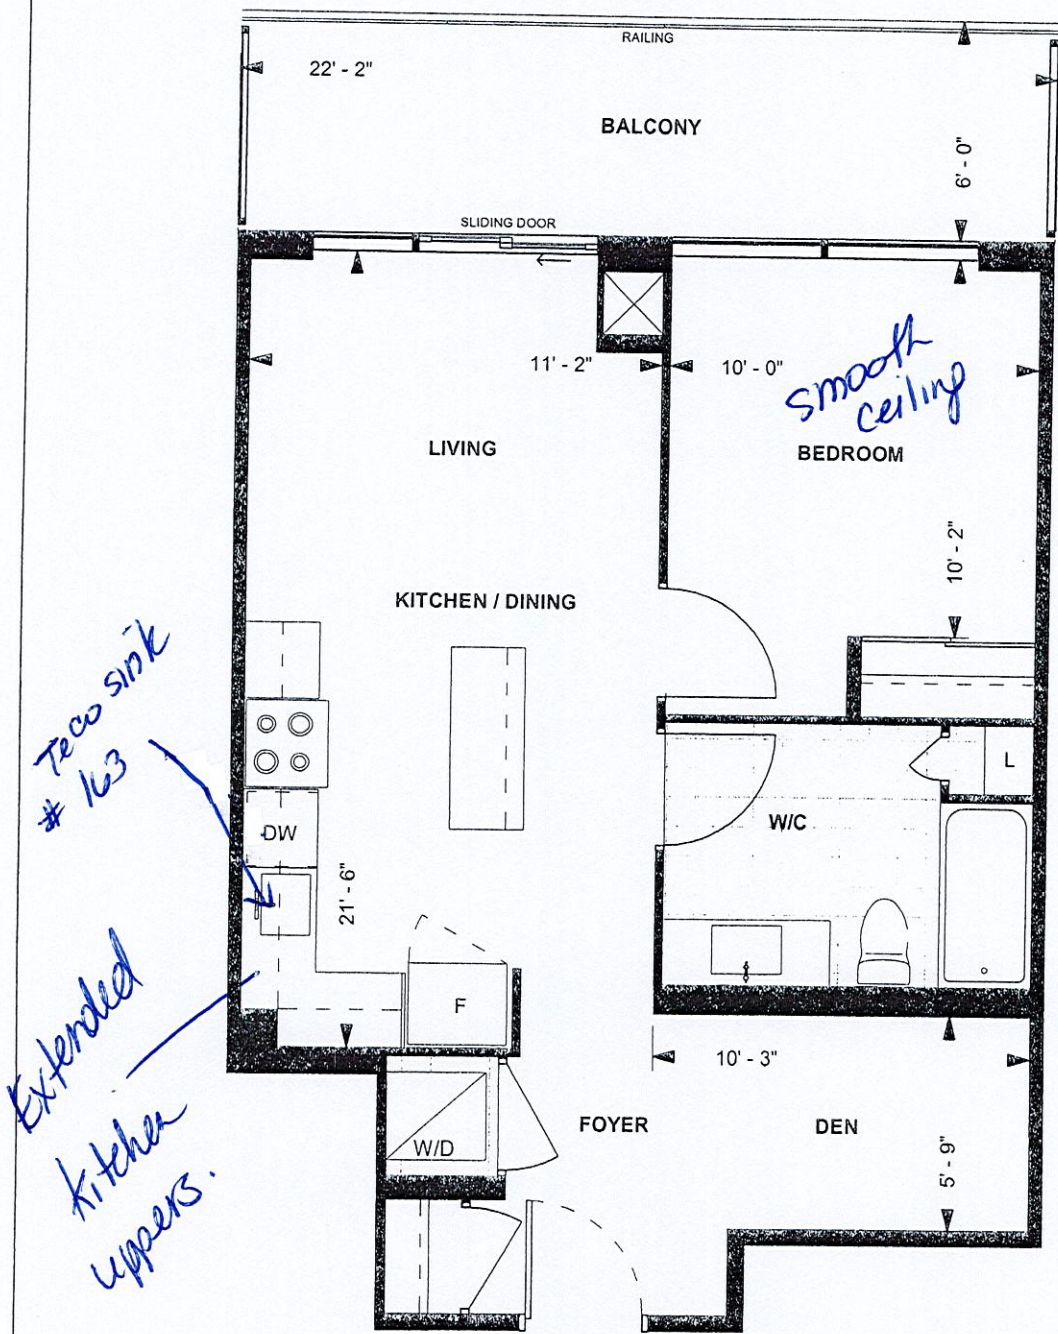 RAILING
22' - 2"
BALCONY
6' - 0"
SLIDING DOOR
11' - 2"
10' - 0"
smooth
ceiling
LIVING
BEDROOM
10' - 2"
KITCHEN / DINING
Teco sink
# 163
L
DW
W/C
21' - 6"
F
Extended
kitchen
uppers.
10' - 3"
FOYER
DEN
W/D
5' - 9"